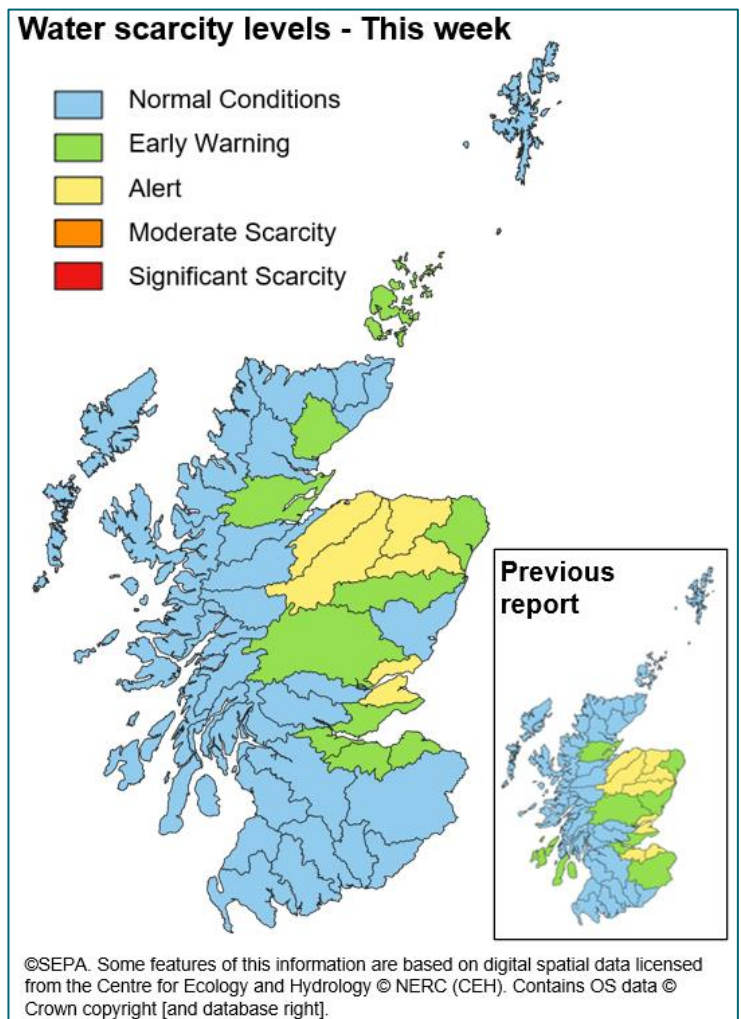 Water scarcity levels - This week
Normal Conditions
Early Warning
Alert
Moderate Scarcity
Significant Scarcity
Previous
report
©SEPA. Some features of this information are based on digital spatial data licensed
from the Centre for Ecology and Hydrology © NERC (CEH). Contains OS data ©
Crown copyright [and database right].